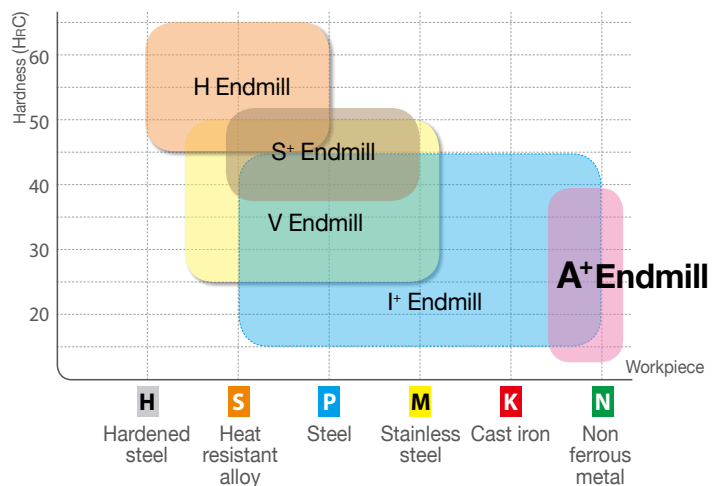 Hardness (HRC)
60
50
40
30
20
H Endmill
S⁺ Endmill
V Endmill
I⁺ Endmill
A⁺ Endmill
Workpiece
H
S
P
M
K
N
Hardened
steel
Heat
resistant
alloy
Steel
Stainless
steel
Cast iron
Non
ferrous
metal